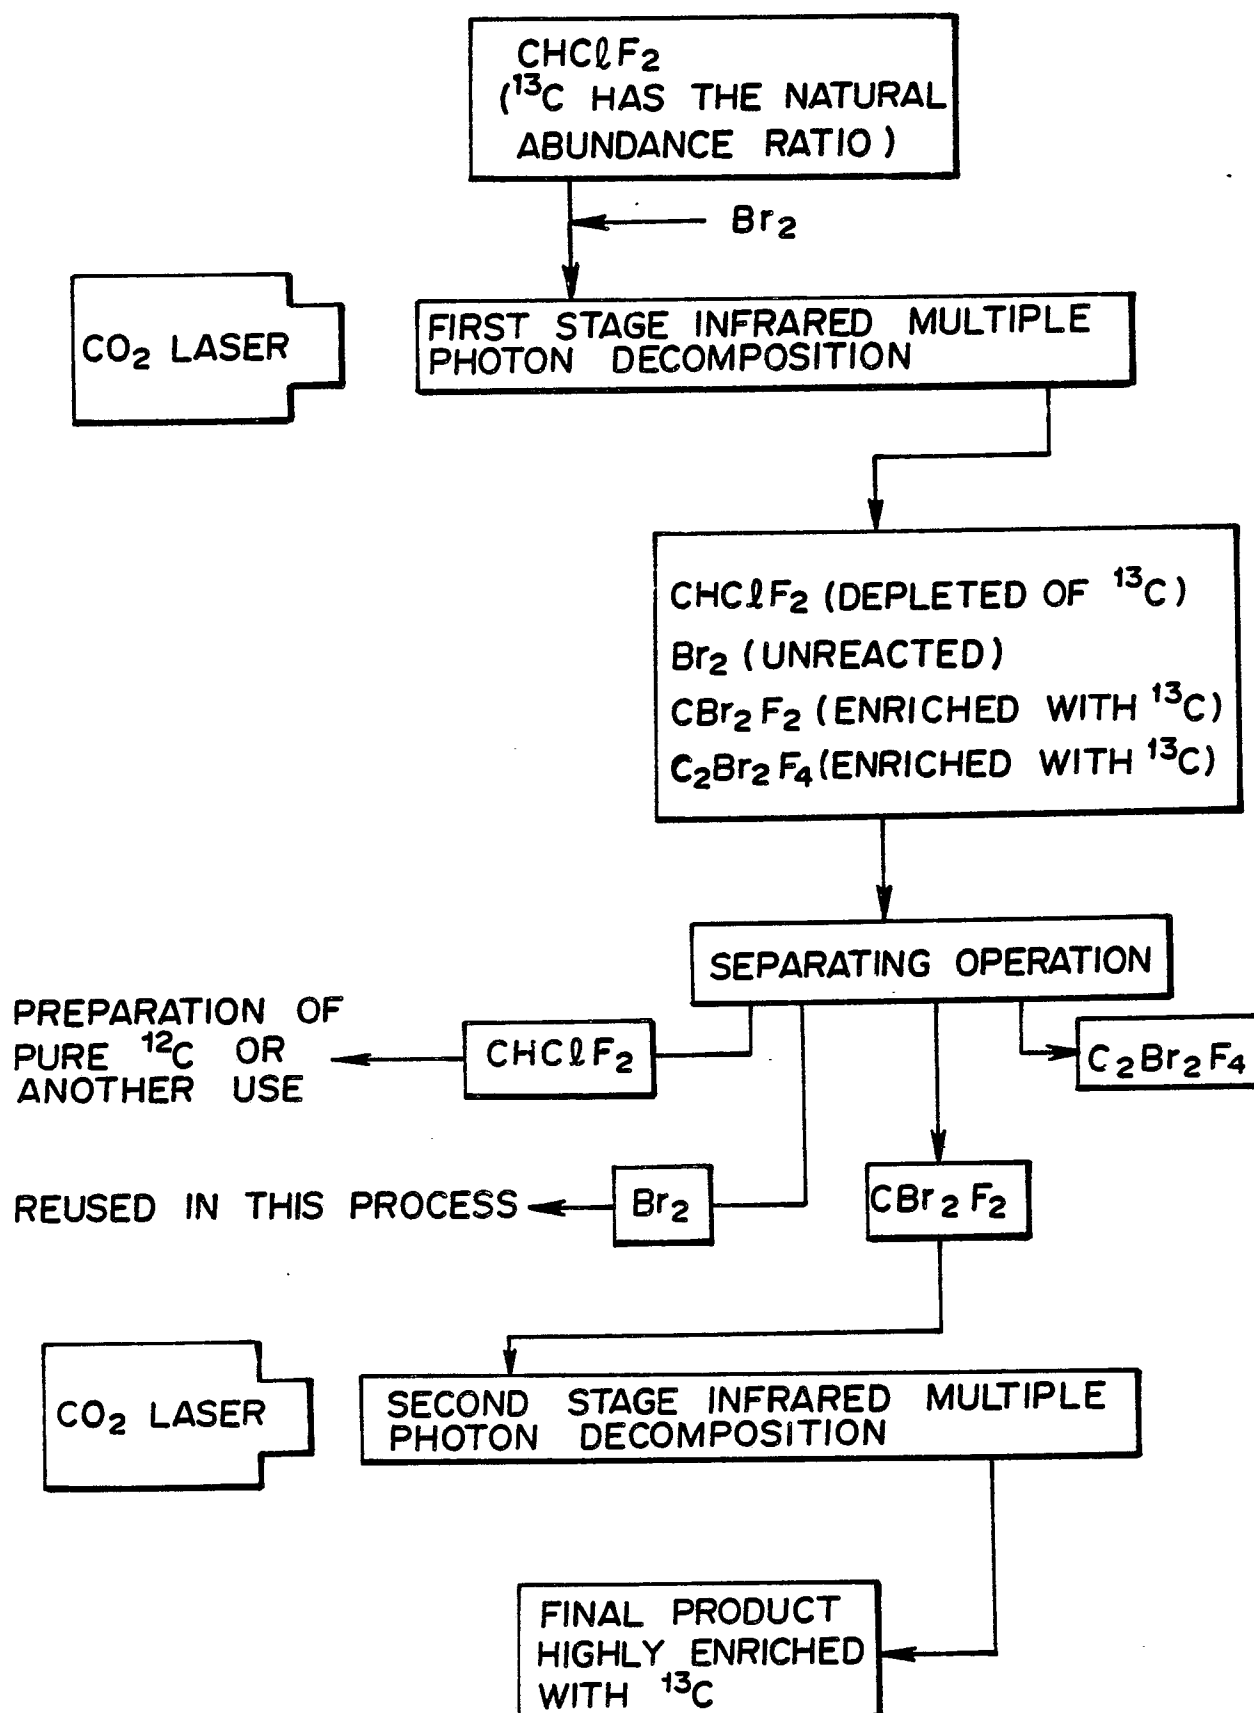 CHCℓF₂
(¹³C HAS THE NATURAL
ABUNDANCE RATIO)
Br₂
CO₂ LASER
FIRST STAGE INFRARED MULTIPLE
PHOTON DECOMPOSITION
CHCℓF₂ (DEPLETED OF ¹³C)
Br₂ (UNREACTED)
CBr₂F₂ (ENRICHED WITH ¹³C)
C₂Br₂F₄ (ENRICHED WITH ¹³C)
SEPARATING OPERATION
PREPARATION OF
PURE ¹²C OR
ANOTHER USE
CHCℓF₂
C₂Br₂F₄
REUSED IN THIS PROCESS
Br₂
CBr₂F₂
CO₂ LASER
SECOND STAGE INFRARED MULTIPLE
PHOTON DECOMPOSITION
FINAL PRODUCT
HIGHLY ENRICHED
WITH ¹³C